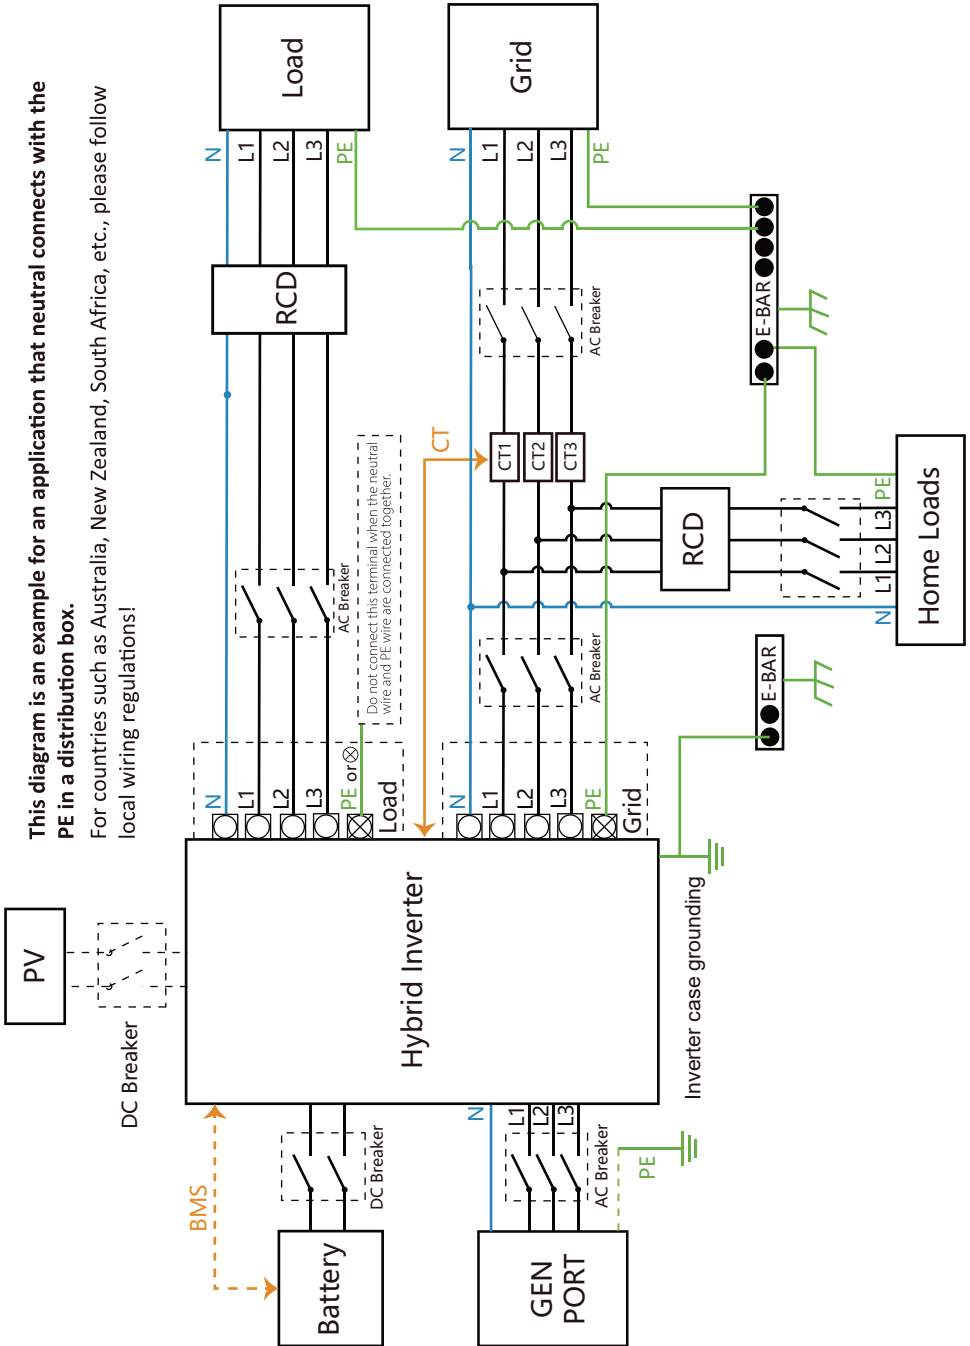 This diagram is an example for an application that neutral connects with the
PE in a distribution box.
For countries such as Australia, New Zealand, South Africa, etc., please follow
local wiring regulations!
PV
DC Breaker
BMS
Battery
DC Breaker
Hybrid Inverter
N
L1
L2
L3
PE or
Load
AC Breaker
Do not connect this terminal when the neutral
wire and PE wire are connected together.
RCD
N
L1
L2
L3
PE
Load
CT
N
L1
L2
L3
PE
Grid
AC Breaker
CT1
CT2
CT3
AC Breaker
N
L1
L2
L3
PE
Grid
GEN
PORT
N
L1
L2
L3
AC Breaker
PE
Inverter case grounding
E-BAR
RCD
E-BAR
N
L1
L2
L3
PE
Home Loads